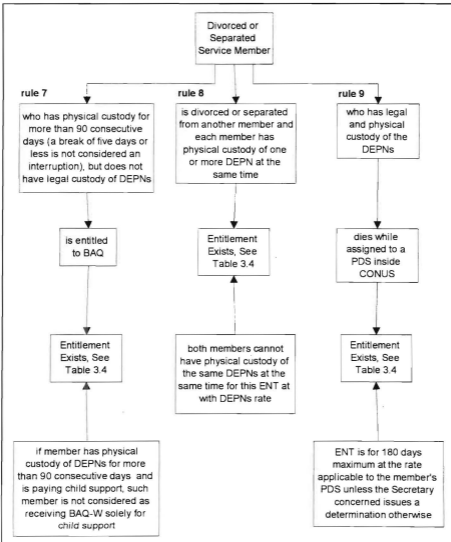 Divorced or
Separated
Service Member
rule 7
who has physical custody for
more than 90 consecutive
days (a break of five days or
less is not considered an
interruption), but does not
have legal custody of DEPNs
is entitled
to BAQ
Entitlement
Exists, See
Table 3.4
if member has physical
custody of DEPNs for more
than 90 consecutive days and
is paying child support, such
member is not considered as
receiving BAQ-W solely for
child support
rule 8
is divorced or separated
from another member and
each member has
physical custody of one
or more DEPN at the
same time
Entitlement
Exists, See
Table 3.4
both members cannot
have physical custody of
the same DEPNs at the
same time for this ENT at
with DEPNs rate
rule 9
who has legal
and physical
custody of the
DEPNs
dies while
assigned to a
PDS inside
CONUS
Entitlement
Exists, See
Table 3.4
ENT is for 180 days
maximum at the rate
applicable to the member's
PDS unless the Secretary
concerned issues a
determination otherwise